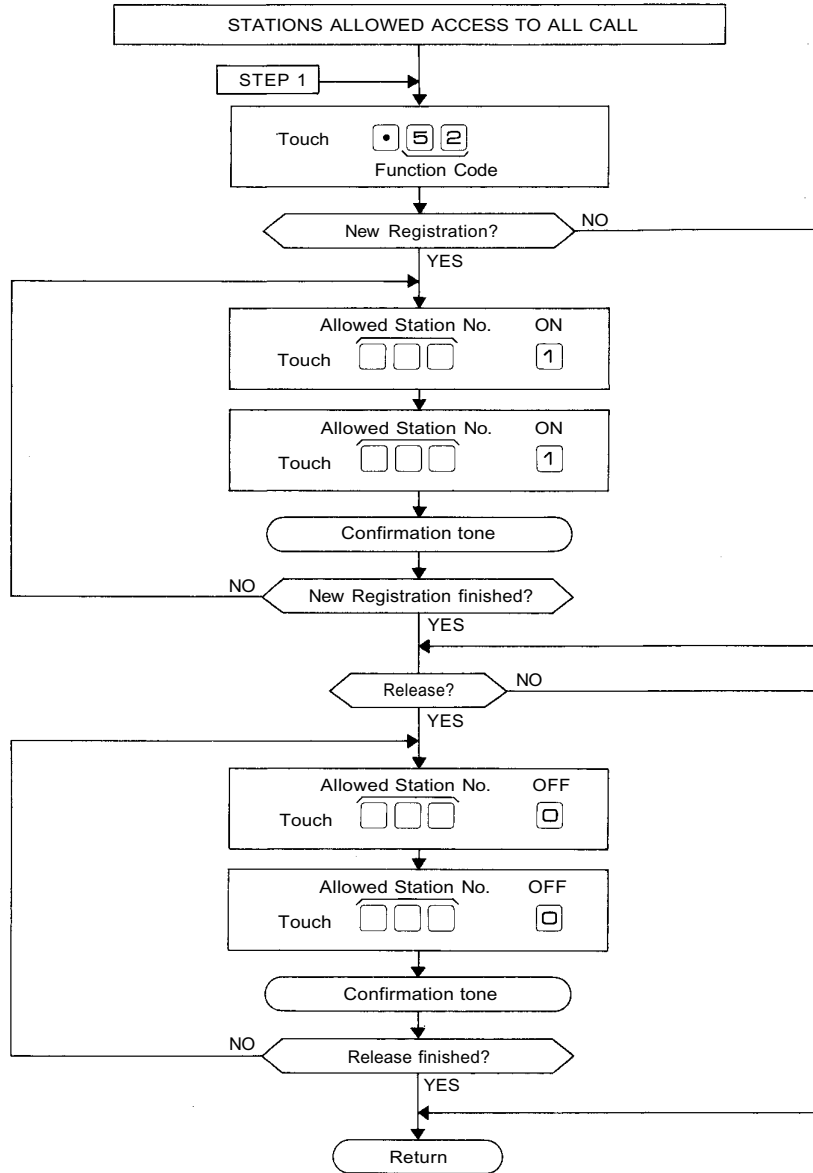 STATIONS ALLOWED ACCESS TO ALL CALL
STEP 1
Touch • 5 2
Function Code
New Registration? NO
YES
Allowed Station No. ON
Touch 1
Allowed Station No. ON
Touch 1
Confirmation tone
NO New Registration finished?
YES
Release? NO
YES
Allowed Station No. OFF
Touch 0
Allowed Station No. OFF
Touch 0
Confirmation tone
NO Release finished?
YES
Return